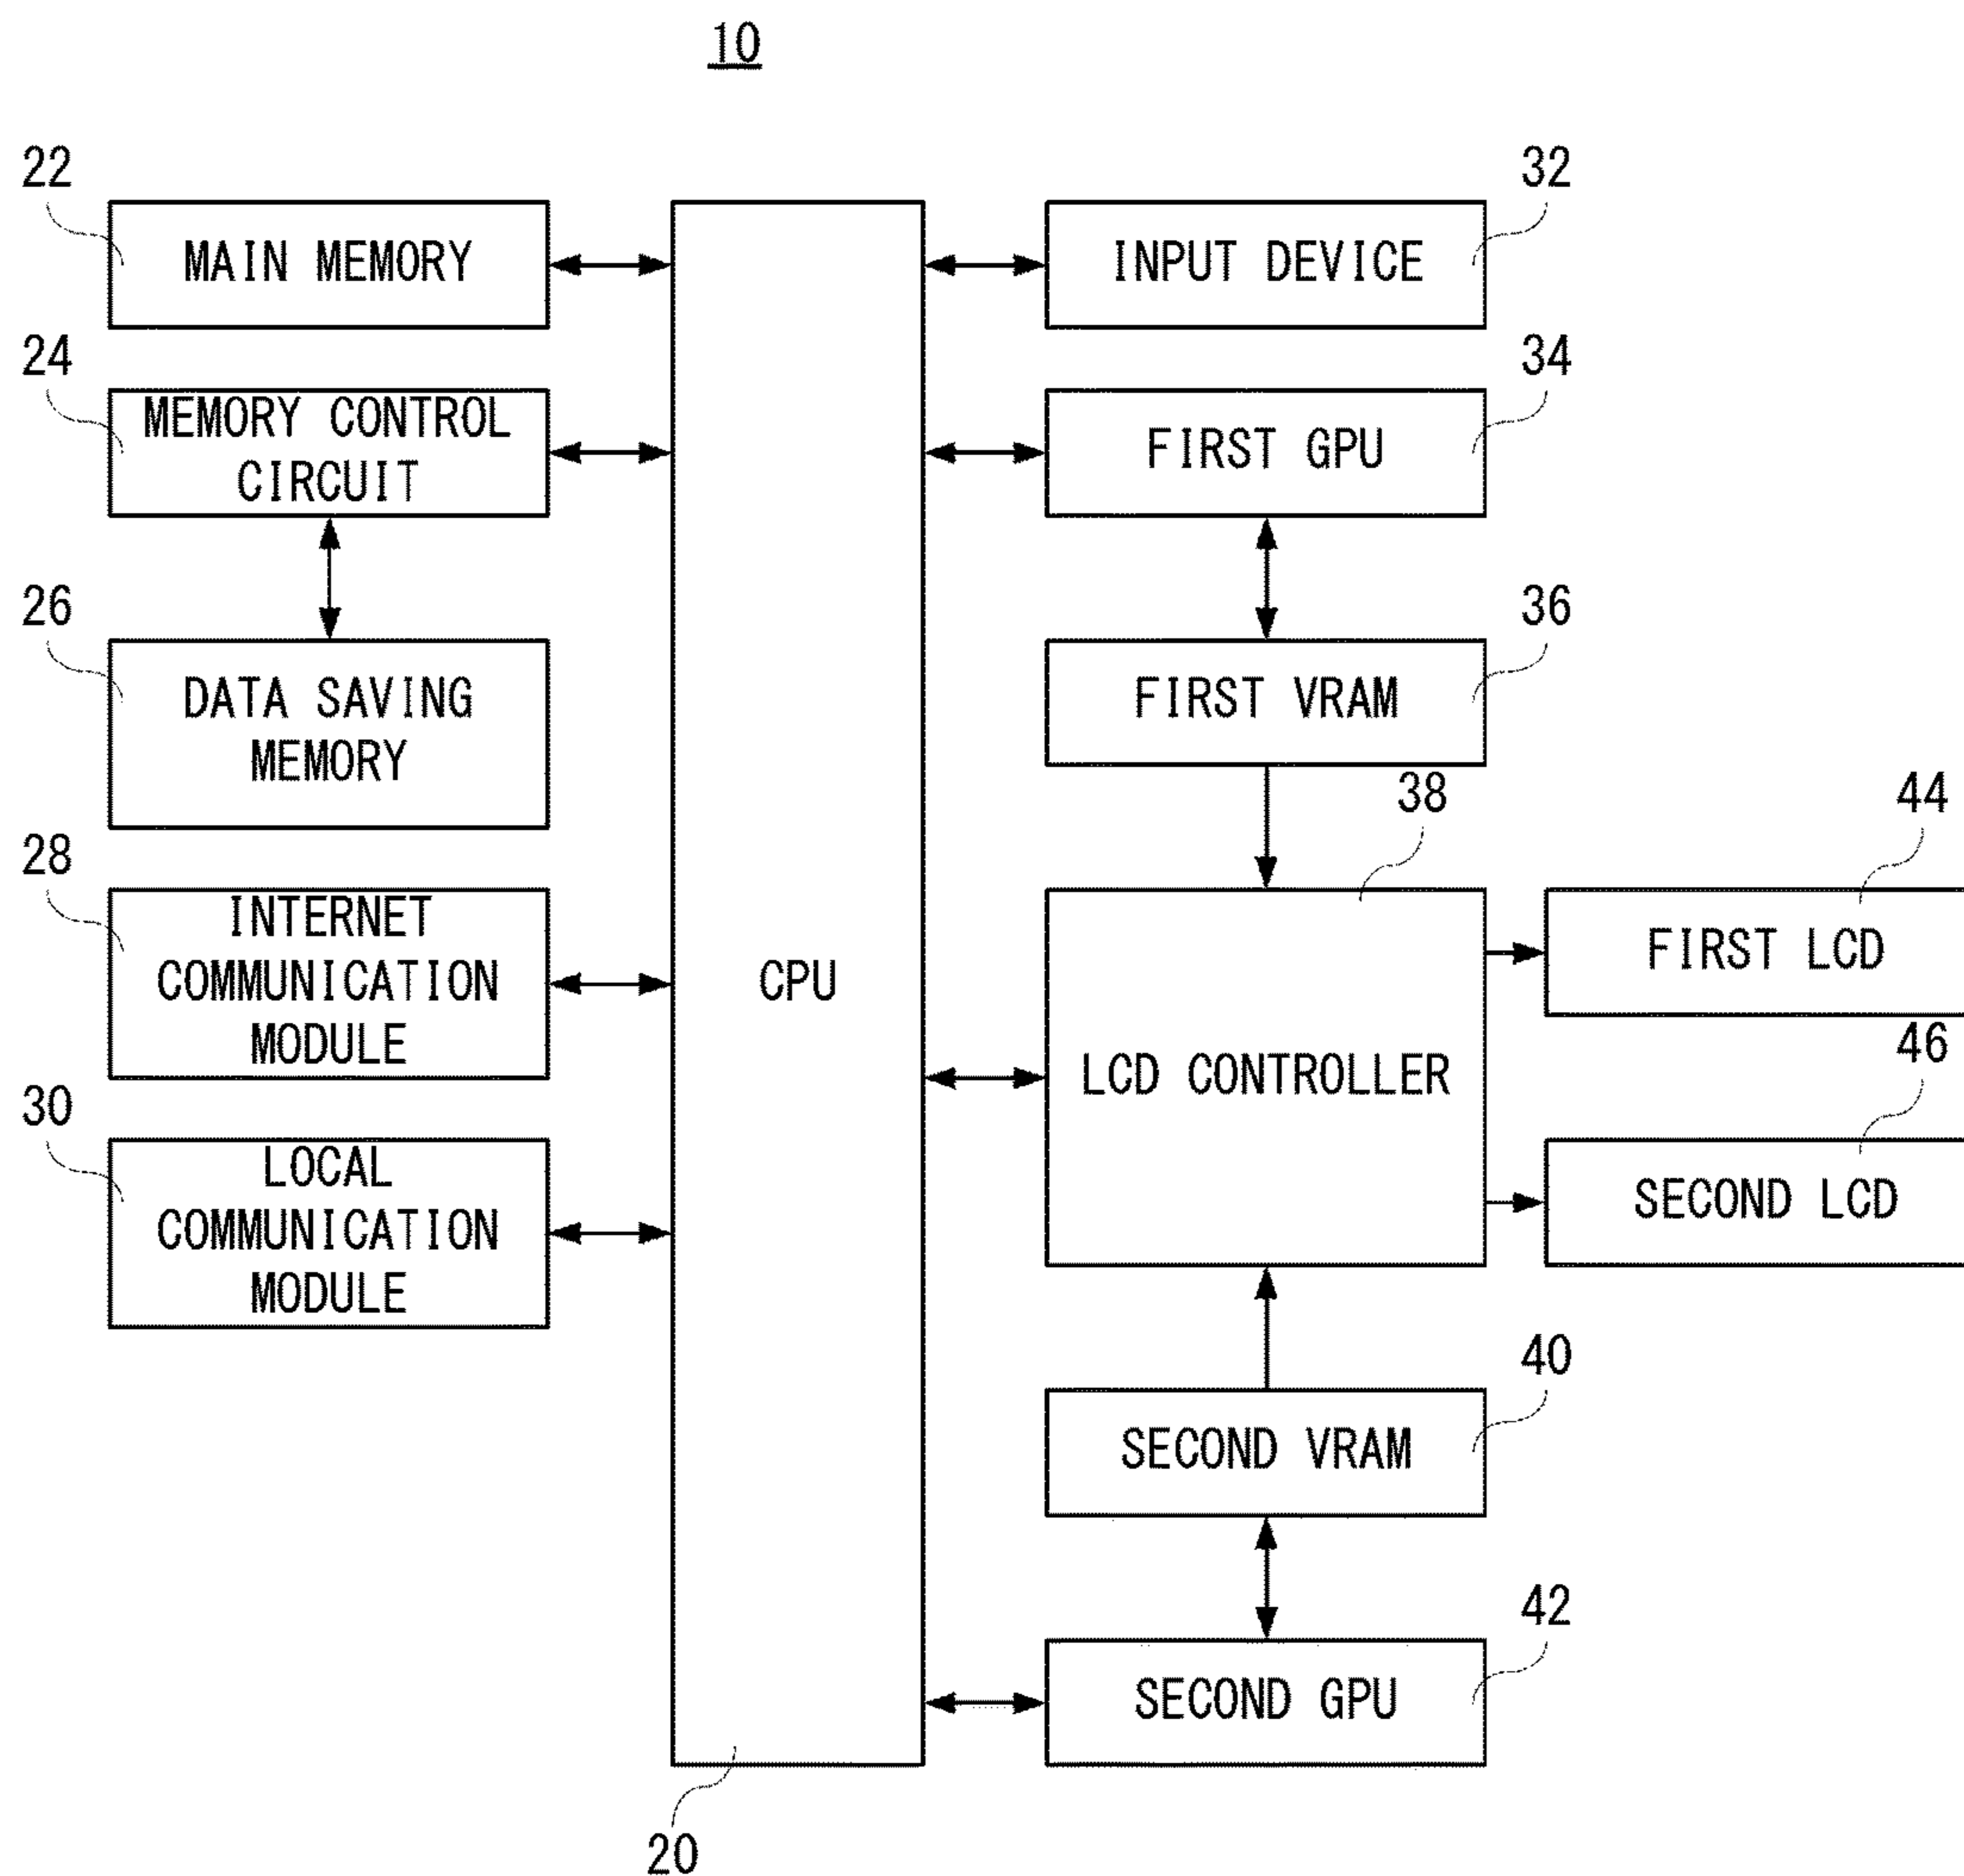 10
22
MAIN MEMORY
24
MEMORY CONTROL
CIRCUIT
26
DATA SAVING
MEMORY
28
INTERNET
COMMUNICATION
MODULE
30
LOCAL
COMMUNICATION
MODULE
CPU
20
32
INPUT DEVICE
34
FIRST GPU
36
FIRST VRAM
38
LCD CONTROLLER
44
FIRST LCD
46
SECOND LCD
40
SECOND VRAM
42
SECOND GPU